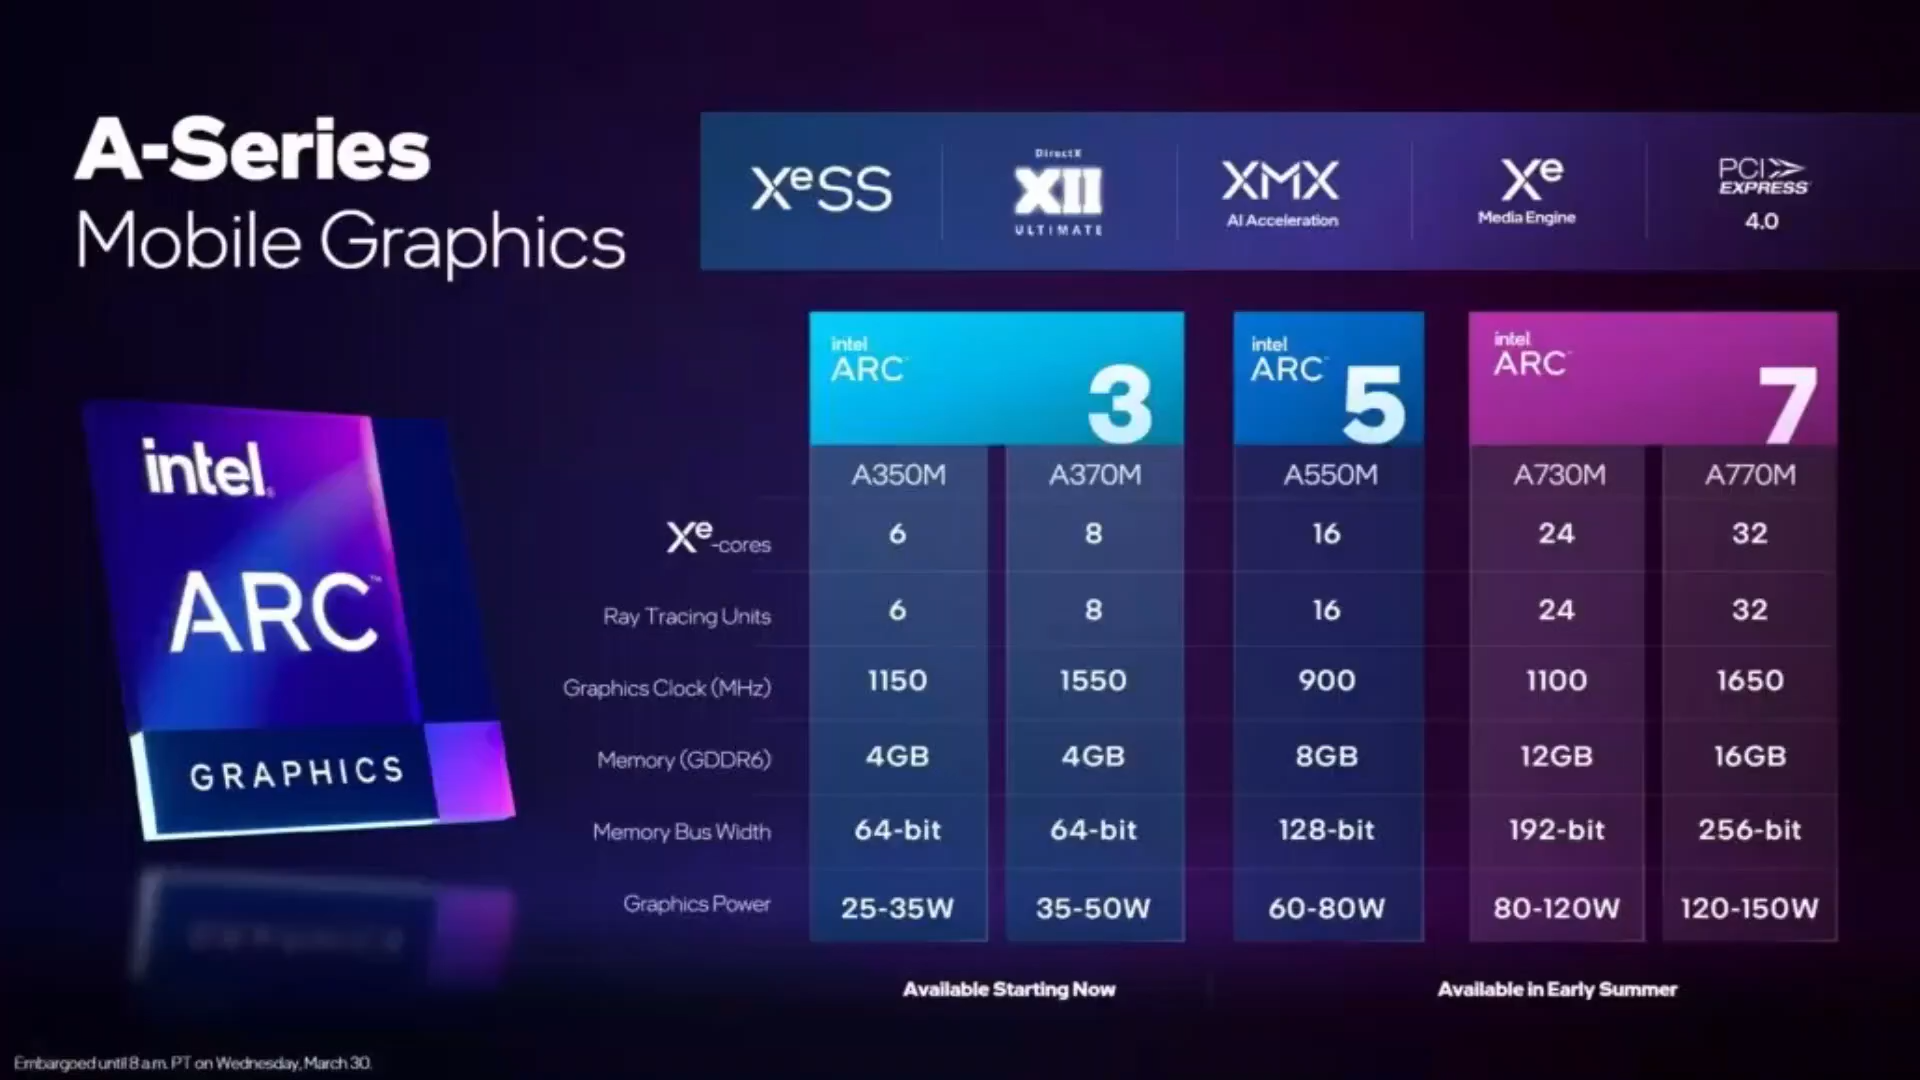 A-Series
Mobile Graphics
XeSS
DirectX
XII
ULTIMATE
XMX
AI Acceleration
Xe
Media Engine
PCI
EXPRESS
4.0
intel
ARC™
3
intel
ARC™
5
intel
ARC™
7
intel®
ARC™
GRAPHICS
A350M A370M A550M A730M A770M
Xe-cores 6 8 16 24 32
Ray Tracing Units 6 8 16 24 32
Graphics Clock (MHz) 1150 1550 900 1100 1650
Memory (GDDR6) 4GB 4GB 8GB 12GB 16GB
Memory Bus Width 64-bit 64-bit 128-bit 192-bit 256-bit
Graphics Power 25-35W 35-50W 60-80W 80-120W 120-150W
Available Starting Now
Available in Early Summer
Embargoed until 8 a.m. PT on Wednesday, March 30.